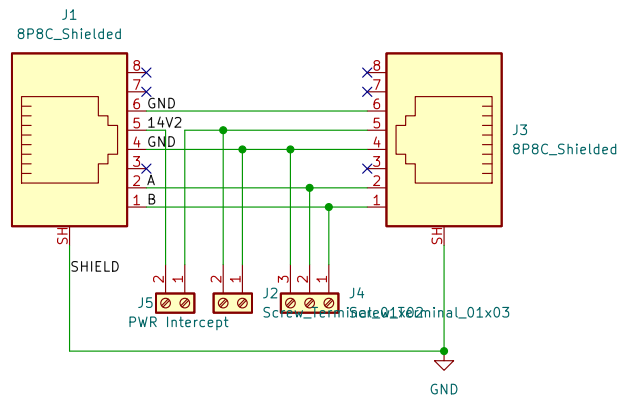 J1
8P8C_Shielded
8
7
6
5
4
3
2
1
SH
GND
14V2
GND
A
B
SHIELD
8
7
6
5
4
3
2
1
SH
J3
8P8C_Shielded
2
1
2
1
3
2
1
J5
PWR Intercept
J2
Screw_Terminal_01x02
J4
Screw_Terminal_01x03
GND